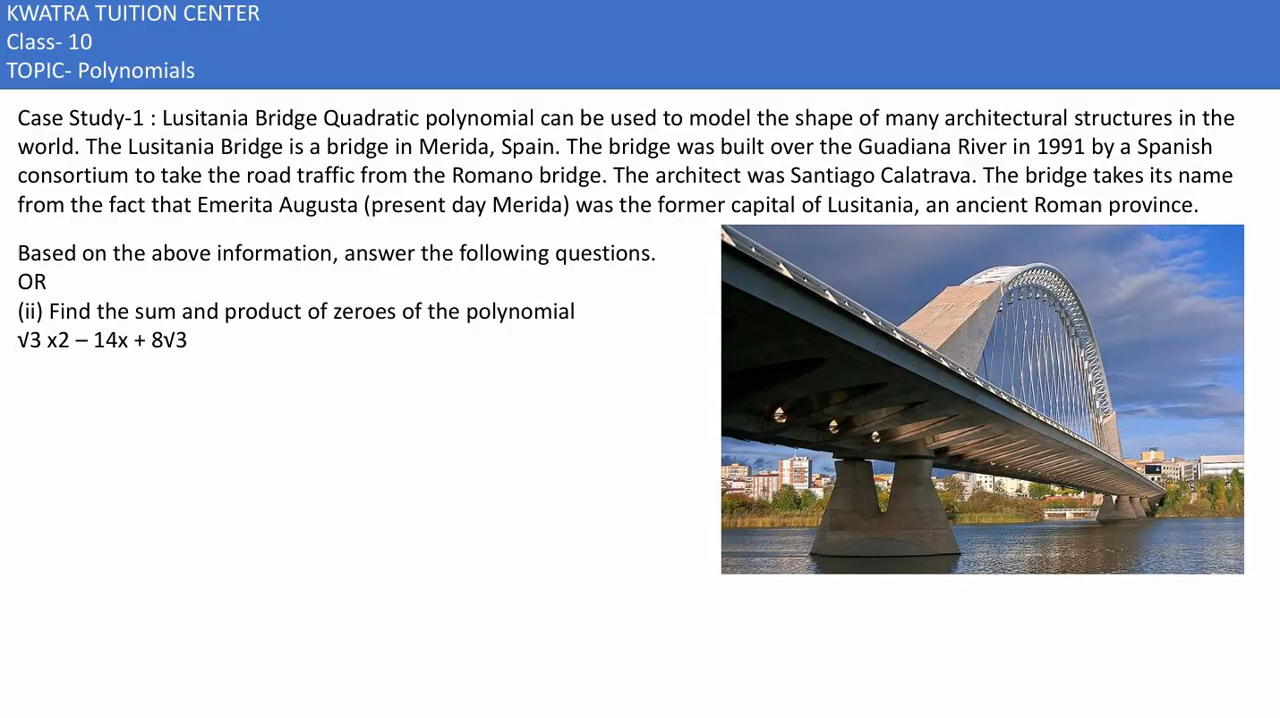 KWATRA TUITION CENTER
Class- 10
TOPIC- Polynomials
Case Study-1 : Lusitania Bridge Quadratic polynomial can be used to model the shape of many architectural structures in the
world. The Lusitania Bridge is a bridge in Merida, Spain. The bridge was built over the Guadiana River in 1991 by a Spanish
consortium to take the road traffic from the Romano bridge. The architect was Santiago Calatrava. The bridge takes its name
from the fact that Emerita Augusta (present day Merida) was the former capital of Lusitania, an ancient Roman province.
Based on the above information, answer the following questions.
OR
(ii) Find the sum and product of zeroes of the polynomial
√3 x2 – 14x + 8√3